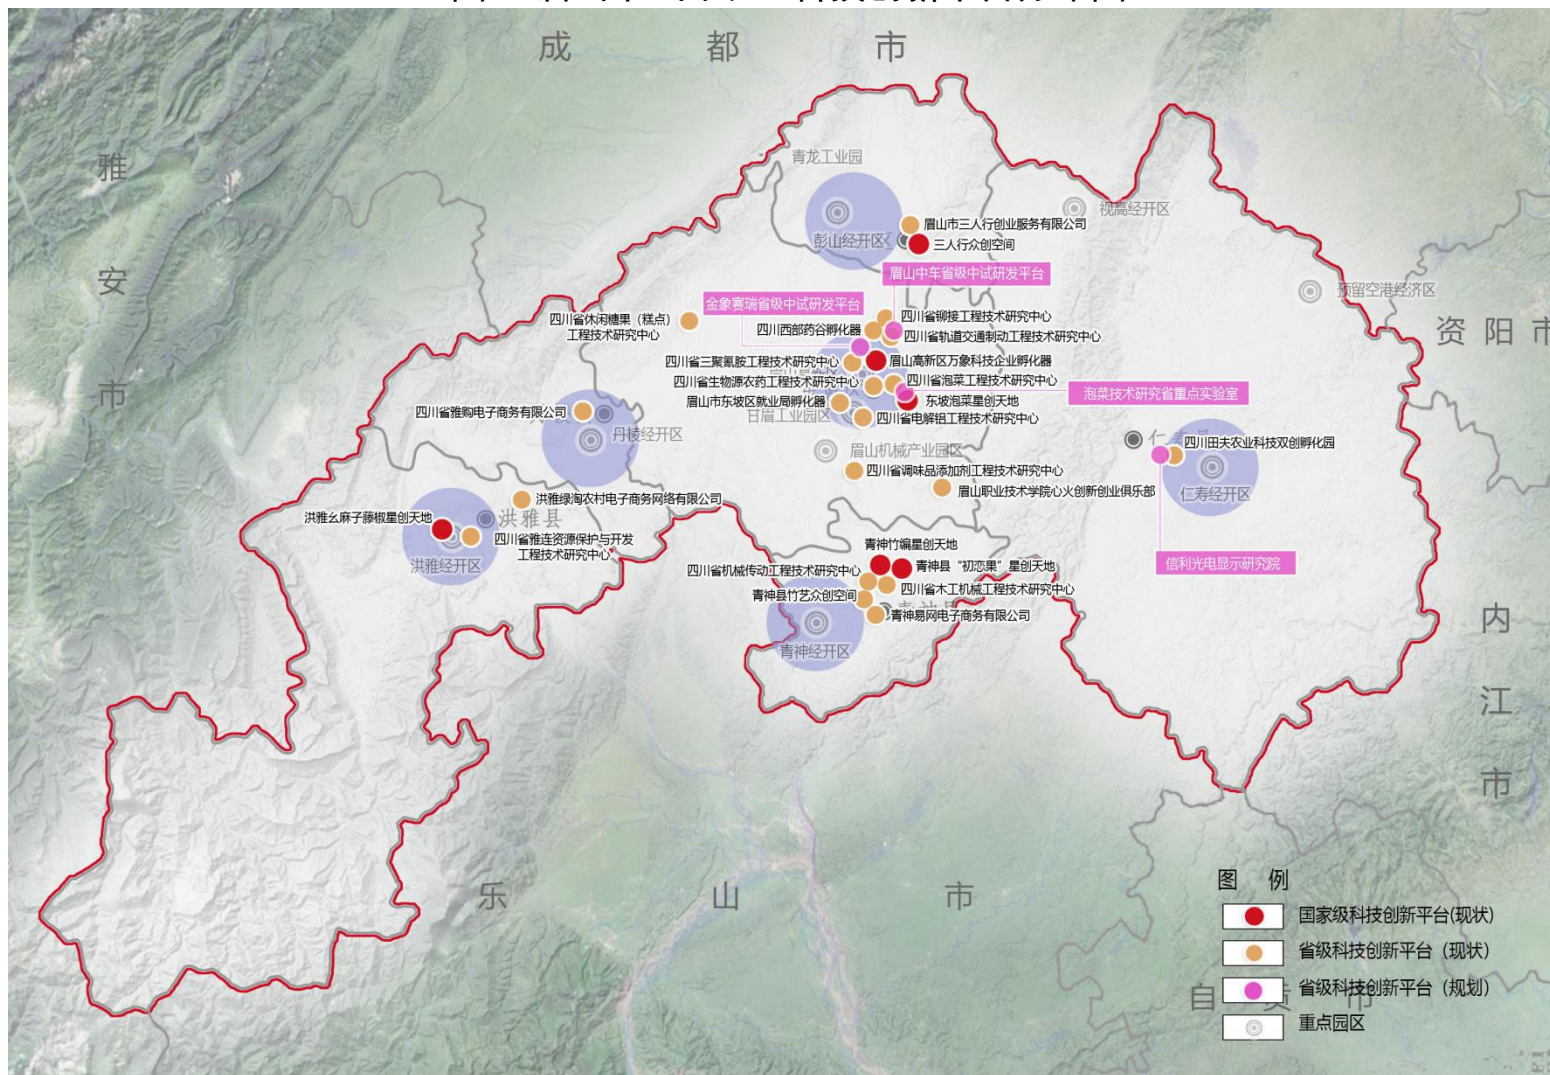 成都市
雅安市
青龙工业园
彭山经开区
眉山市三人行创业服务有限公司
三人行众创空间
视高经开区
预留空港经济区
资阳市
眉山中车省级中试研发平台
金象赛瑞省级中试研发平台
四川省休闲糖果（糕点）
工程技术研究中心
四川省铆接工程技术研究中心
四川西部药谷孵化器
四川省轨道交通制动工程技术研究中心
四川省三聚氰胺工程技术研究中心
眉山高新区万象科技企业孵化器
四川省生物源农药工程技术研究中心
四川省泡菜工程技术研究中心
泡菜技术研究省重点实验室
眉山市东坡区就业局孵化器
东坡泡菜星创天地
甘眉工业园区
四川省电解铝工程技术研究中心
四川省雅购电子商务有限公司
丹棱经开区
眉山机械产业园区
四川田夫农业科技双创孵化园
仁寿经开区
四川省调味品添加剂工程技术研究中心
眉山职业技术学院心火创新创业俱乐部
洪雅绿淘农村电子商务网络有限公司
洪雅幺麻子藤椒星创天地
洪雅县
四川省雅连资源保护与开发
工程技术研究中心
洪雅经开区
青神竹编星创天地
青神县“初恋果”星创天地
四川省机械传动工程技术研究中心
四川省木工机械工程技术研究中心
青神县竹艺众创空间
青神易网电子商务有限公司
青神经开区
信利光电显示研究院
内江市
乐山市
图 例
国家级科技创新平台(现状)
省级科技创新平台（现状）
省级科技创新平台（规划）
重点园区